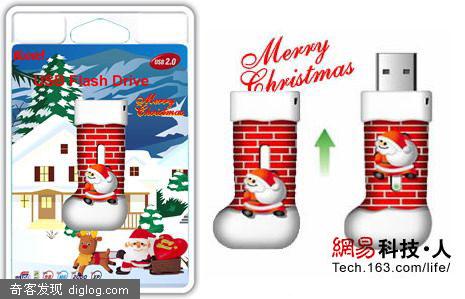 USB 2.0
USB Flash Drive
Merry
Christmas
Merry
Christmas
網易科技·人
Tech.163.com/life/
奇客发现 diglog.com